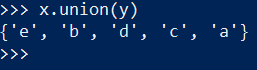 >>> x.union(y)
{'e', 'b', 'd', 'c', 'a'}
>>>